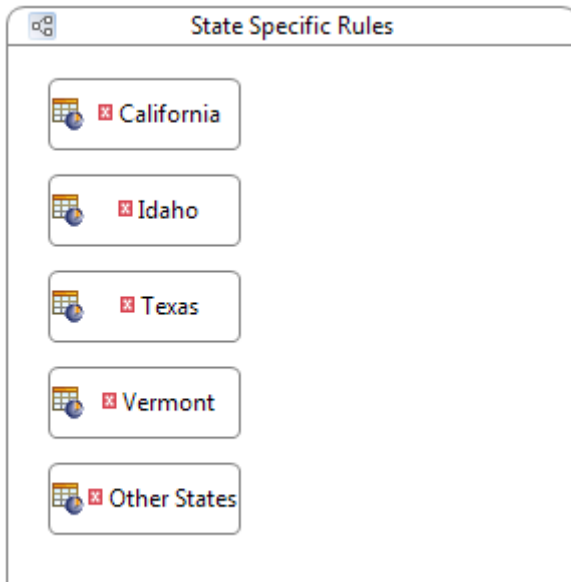 State Specific Rules
California
Idaho
Texas
Vermont
Other States